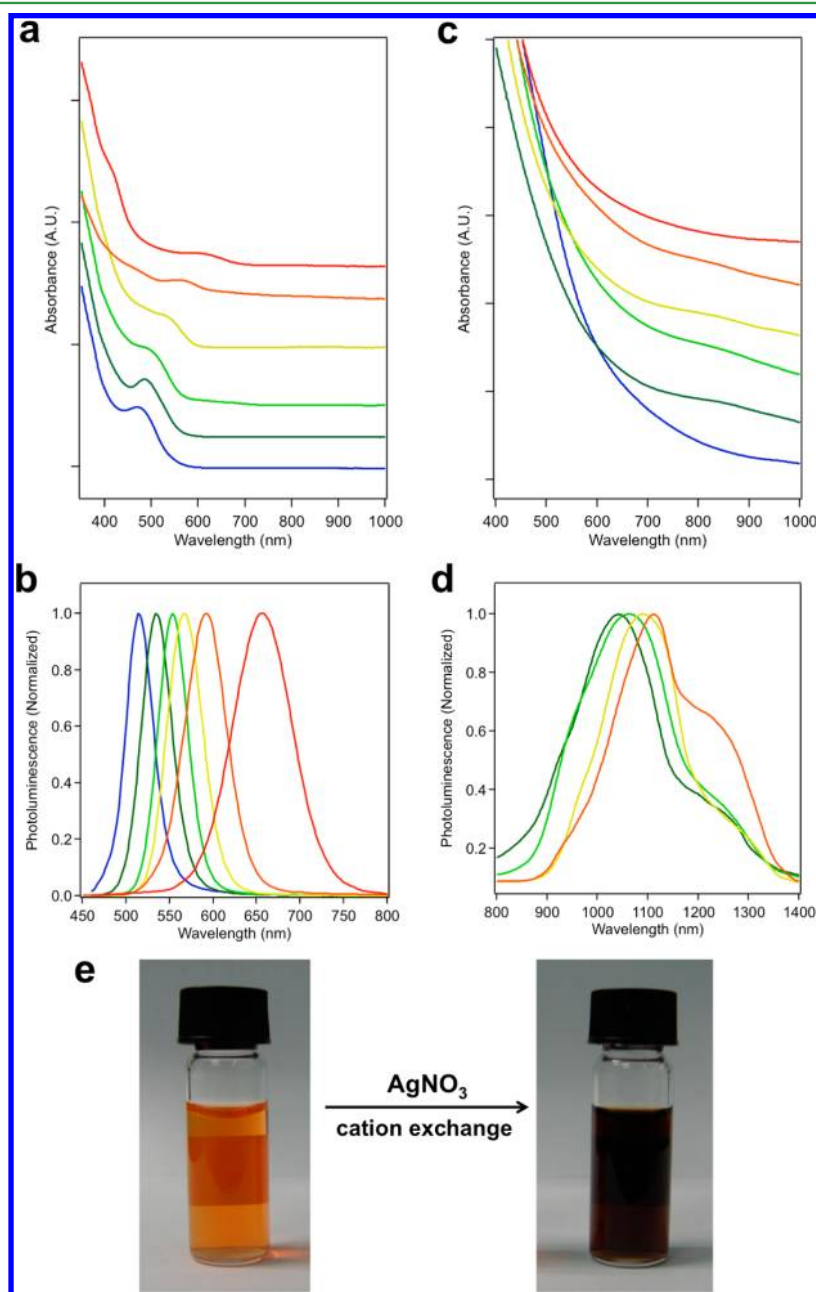 a
Absorbance (A.U.)
400 500 600 700 800 900 1000
Wavelength (nm)
c
Absorbance (A.U.)
400 500 600 700 800 900 1000
Wavelength (nm)
b
Photoluminescence (Normalized)
1.0
0.8
0.6
0.4
0.2
0.0
450 500 550 600 650 700 750 800
Wavelength (nm)
d
Photoluminescence (Normalized)
1.0
0.8
0.6
0.4
0.2
800 900 1000 1100 1200 1300 1400
Wavelength (nm)
e
AgNO₃
cation exchange